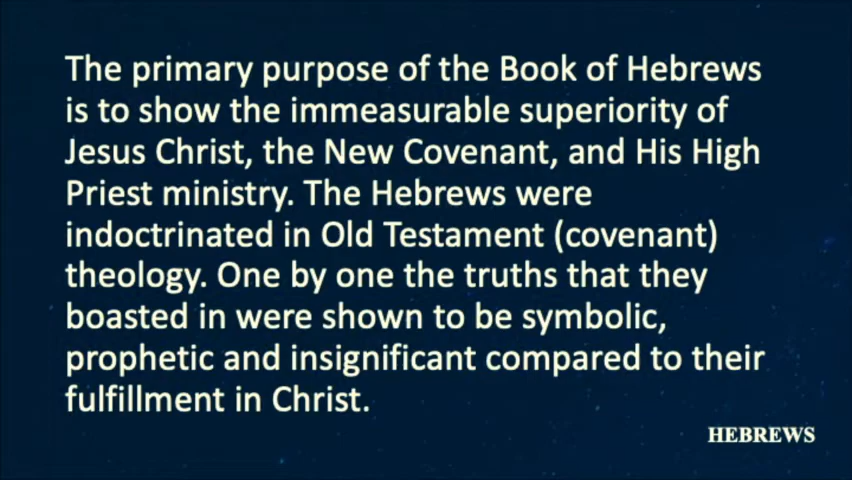 The primary purpose of the Book of Hebrews
is to show the immeasurable superiority of
Jesus Christ, the New Covenant, and His High
Priest ministry. The Hebrews were
indoctrinated in Old Testament (covenant)
theology. One by one the truths that they
boasted in were shown to be symbolic,
prophetic and insignificant compared to their
fulfillment in Christ.
HEBREWS